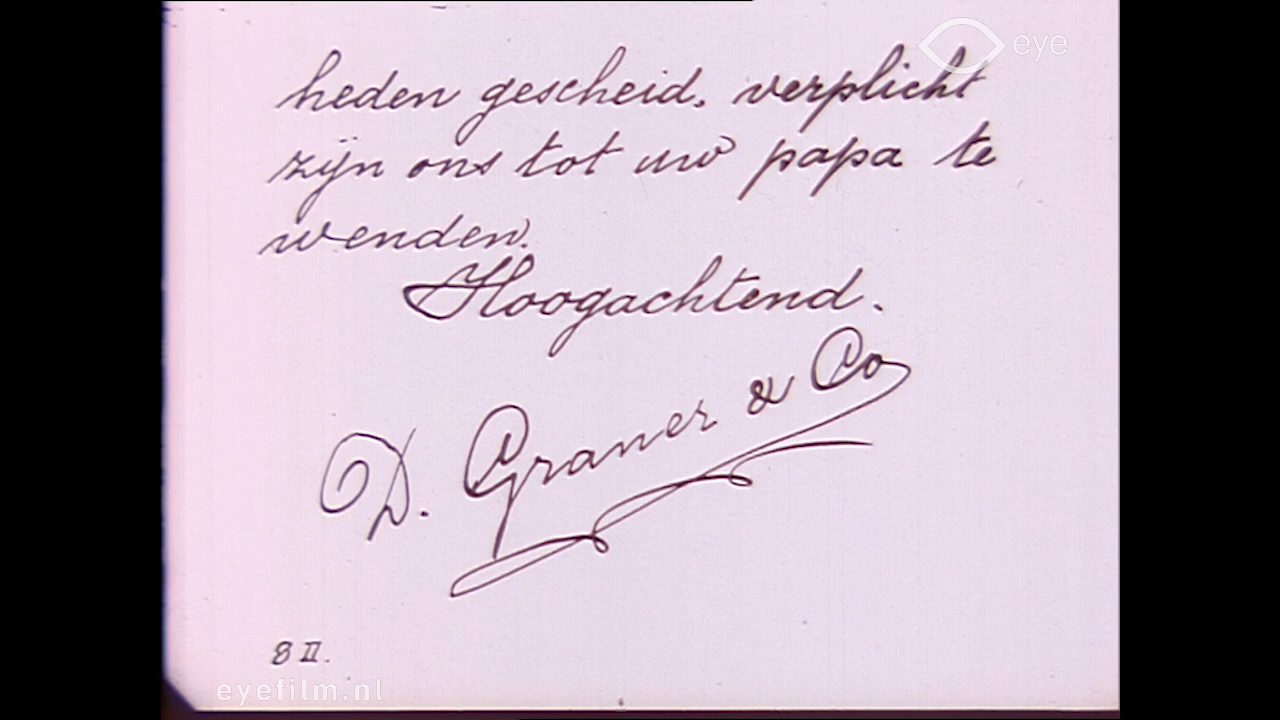 eye
heden gescheid, verplicht
zijn ons tot uw papa te
wenden.
Hoogachtend.
D. Graner & Co
8 II.
eyefilm.nl